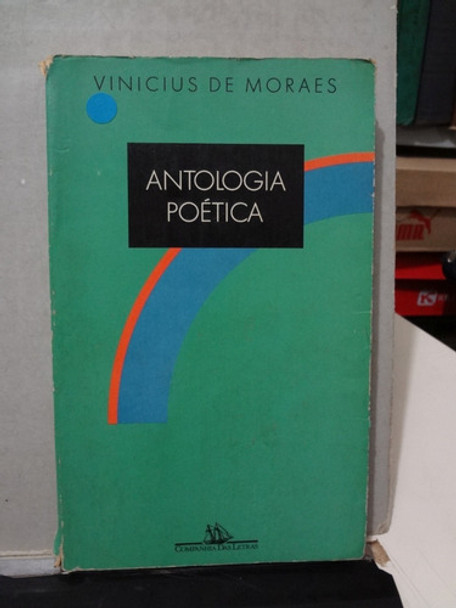 VINICIUS DE MORAES
ANTOLOGIA
POÉTICA
COMPANHIA DAS LETRAS